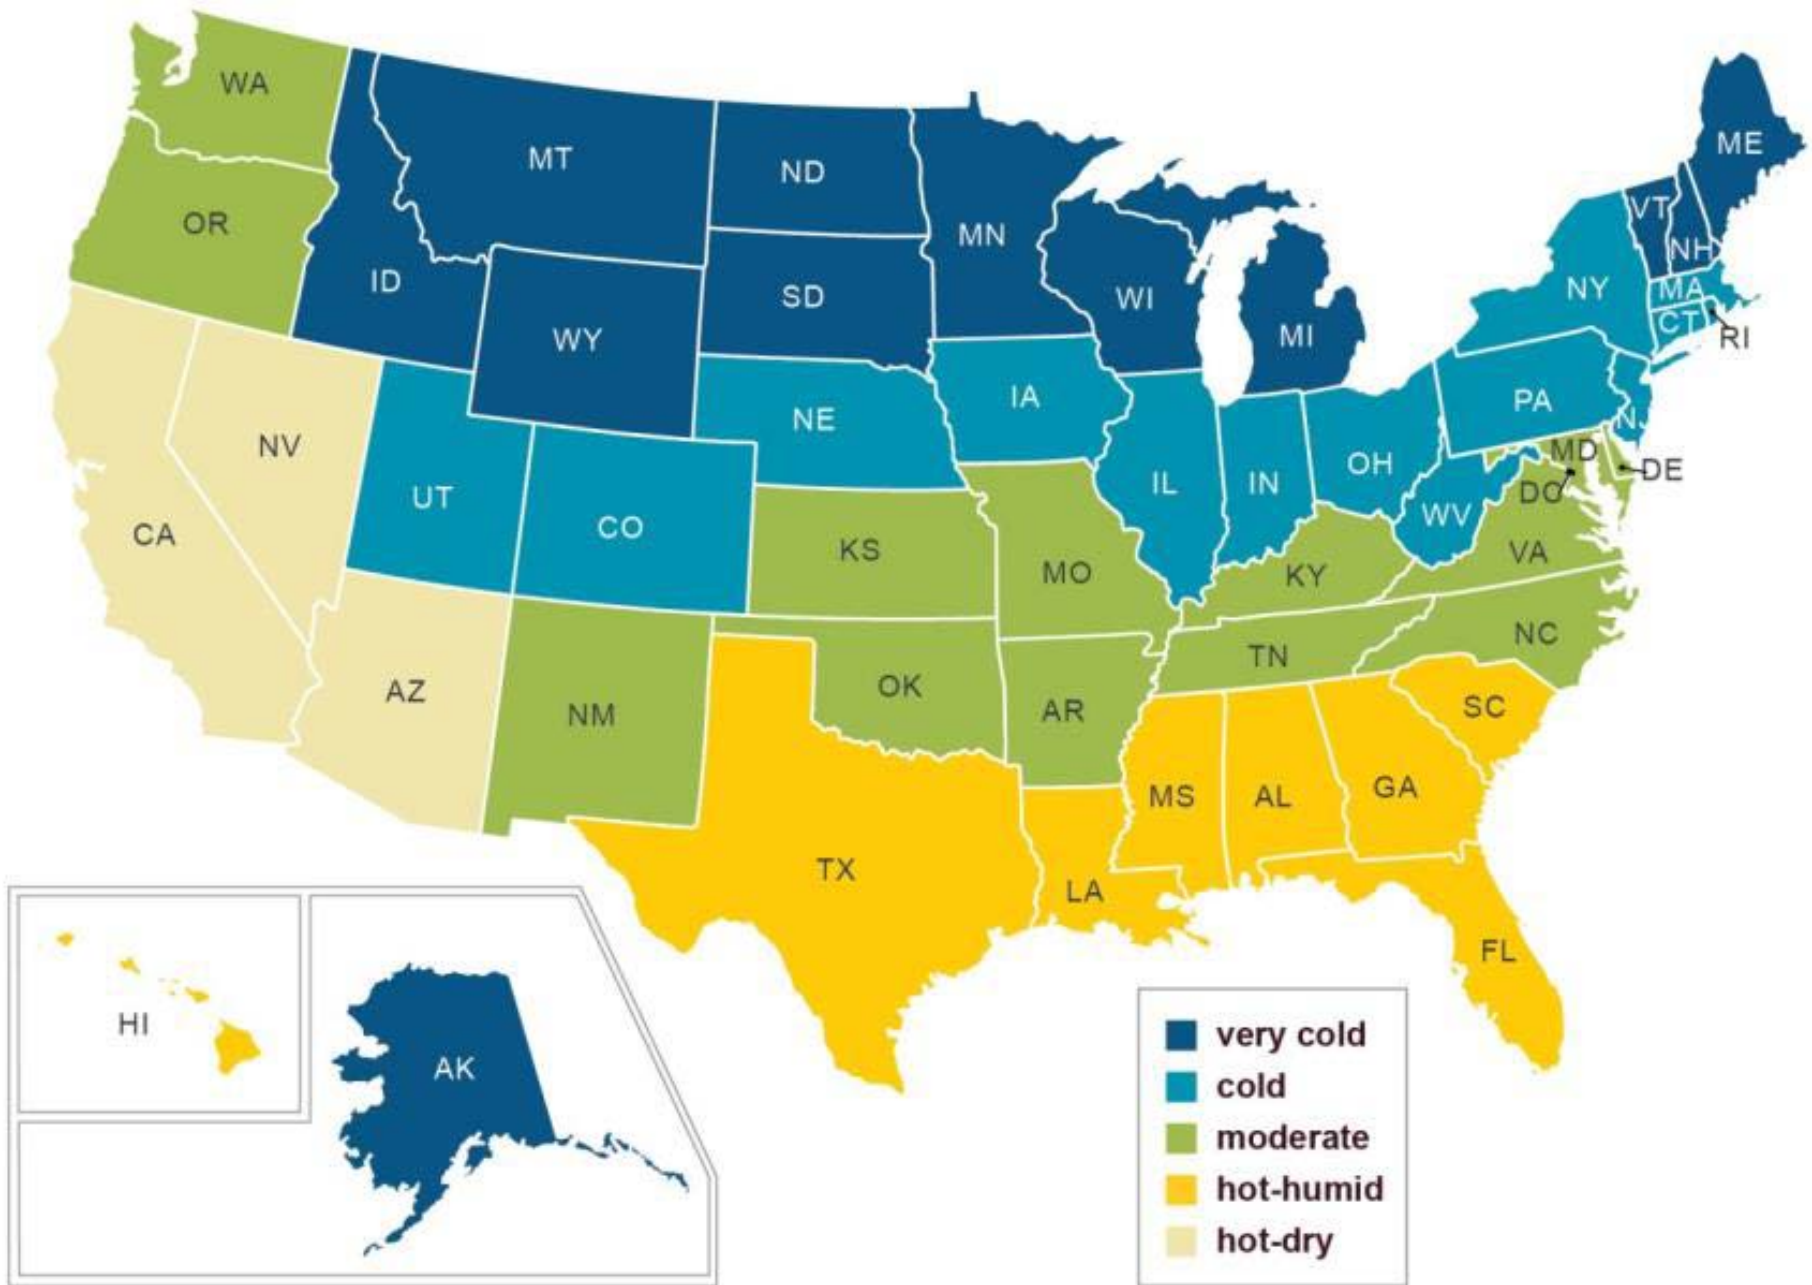 WA
MT
ND
ME
OR
MN
VT
NH
ID
SD
WI
NY
MA
WY
MI
CT
RI
NE
IA
PA
NJ
NV
UT
CO
IL
IN
OH
MD
DE
CA
KS
MO
KY
WV
DC
VA
AZ
NM
OK
AR
TN
NC
SC
TX
LA
MS
AL
GA
FL
HI
AK
very cold
cold
moderate
hot-humid
hot-dry